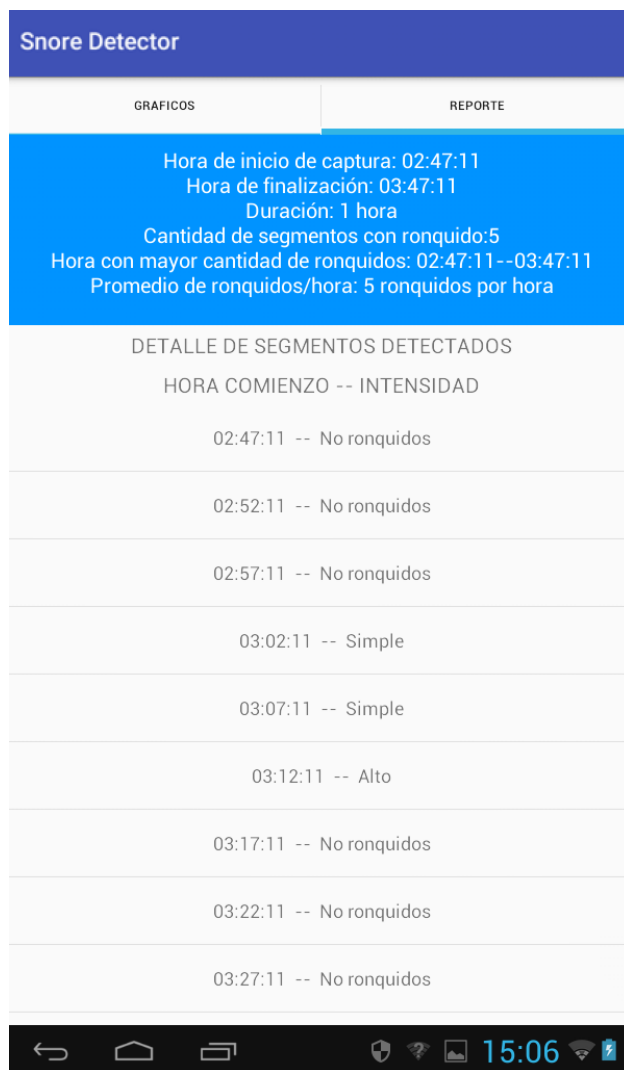 Snore Detector
GRAFICOS
REPORTE
Hora de inicio de captura: 02:47:11
Hora de finalización: 03:47:11
Duración: 1 hora
Cantidad de segmentos con ronquido:5
Hora con mayor cantidad de ronquidos: 02:47:11--03:47:11
Promedio de ronquidos/hora: 5 ronquidos por hora
DETALLE DE SEGMENTOS DETECTADOS
HORA COMIENZO -- INTENSIDAD
02:47:11 -- No ronquidos
02:52:11 -- No ronquidos
02:57:11 -- No ronquidos
03:02:11 -- Simple
03:07:11 -- Simple
03:12:11 -- Alto
03:17:11 -- No ronquidos
03:22:11 -- No ronquidos
03:27:11 -- No ronquidos
15:06